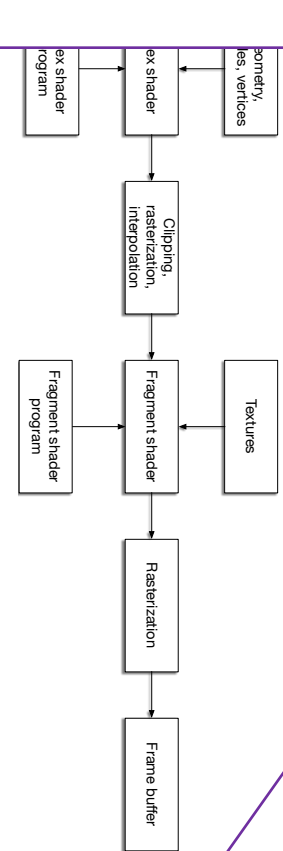 eometry,
les, vertices
ex shader
ex shader
rogram
Clipping,
rasterization,
interpolation
Textures
Fragment shader
Fragment shader
program
Rasterization
Frame buffer